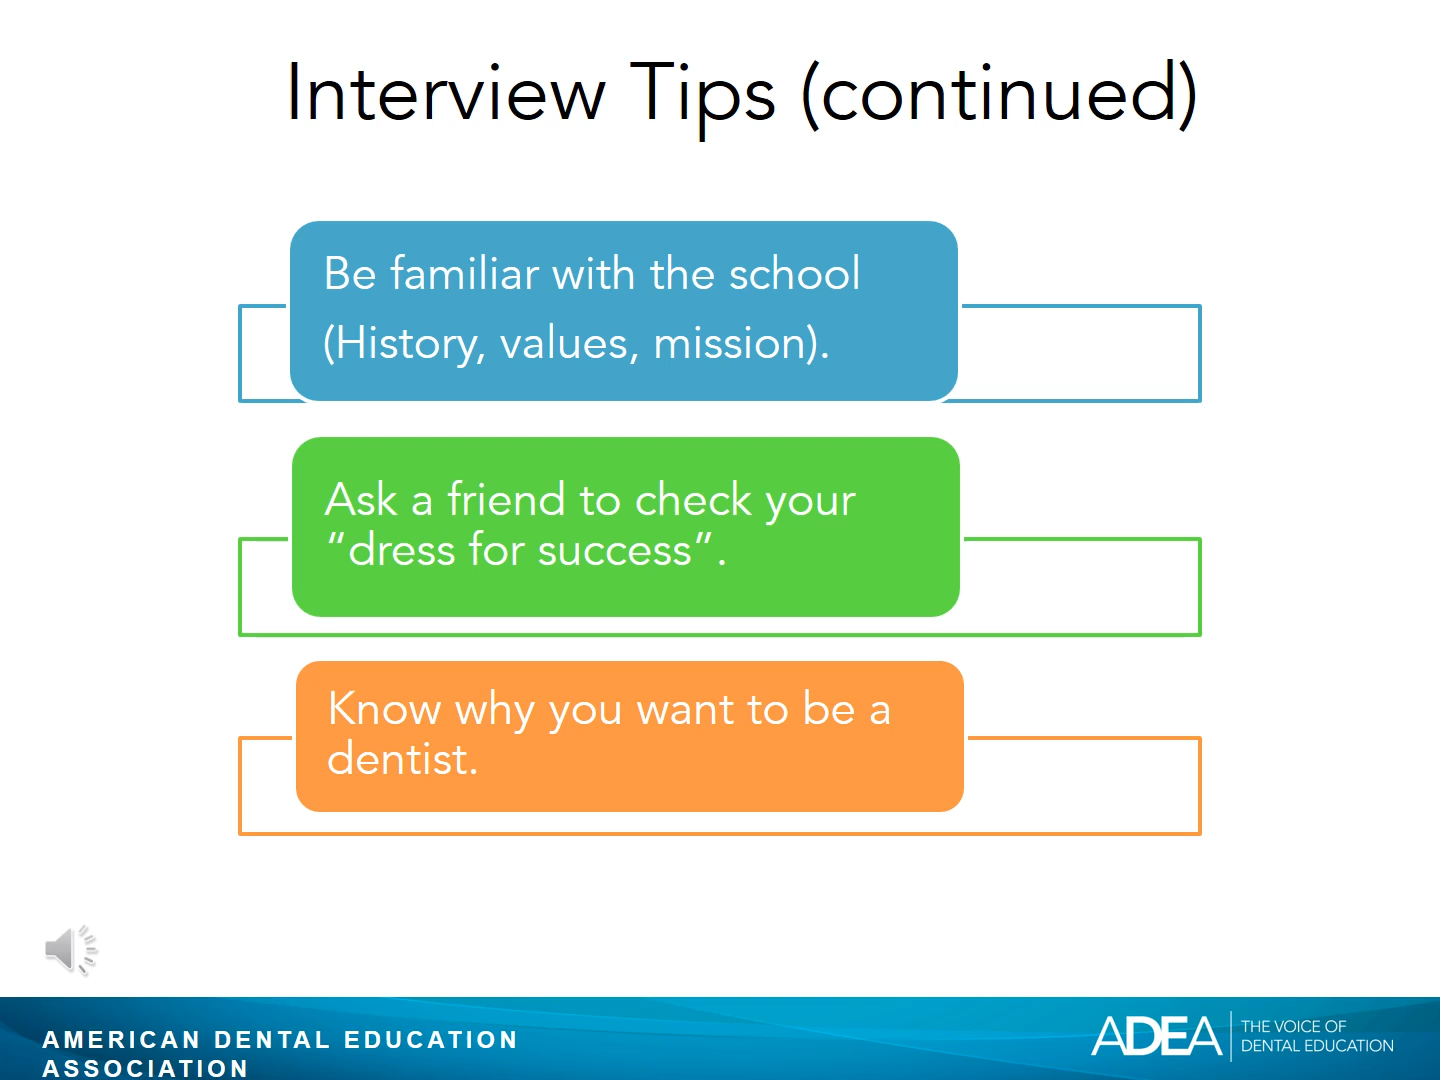 Interview Tips (continued)
Be familiar with the school
(History, values, mission).
Ask a friend to check your
“dress for success”.
Know why you want to be a
dentist.
AMERICAN DENTAL EDUCATION
ASSOCIATION
ADEA
THE VOICE OF
DENTAL EDUCATION